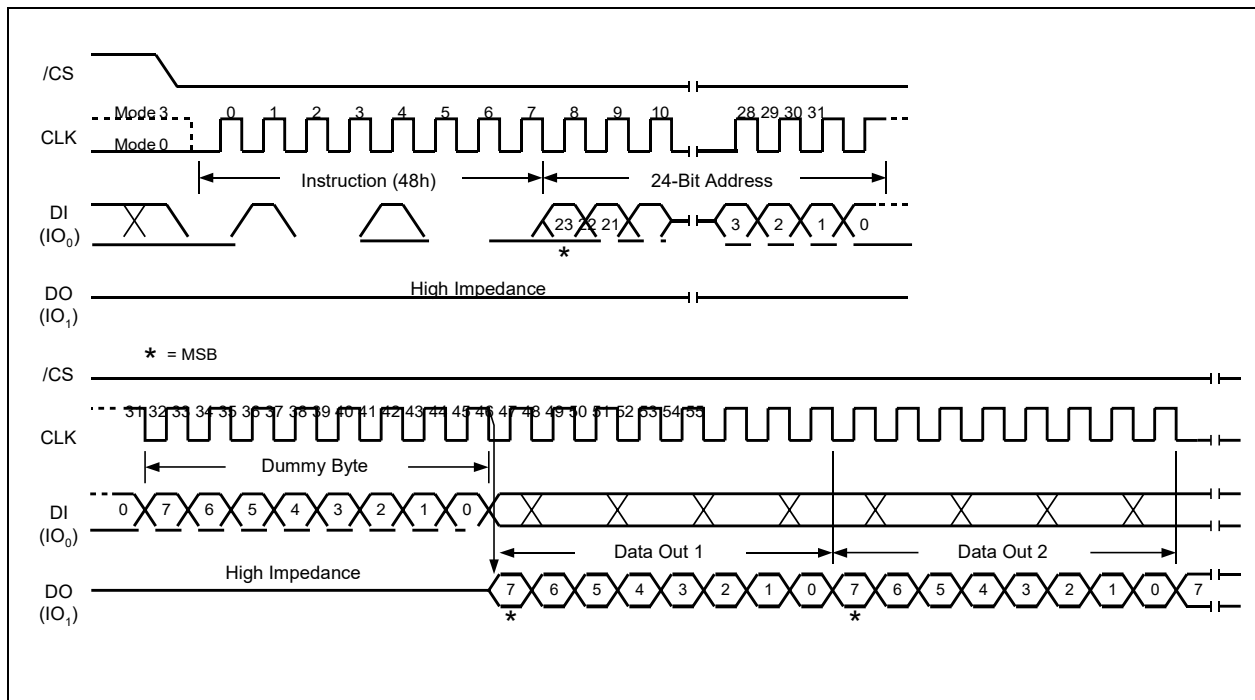 /CS
Mode 3 0 1 2 3 4 5 6 7 8 9 10 28 29 30 31
CLK
Mode 0
Instruction (48h) 24-Bit Address
DI
(IO0)
23 22 21 3 2 1 0
*
DO
(IO1)
High Impedance
* = MSB
/CS
31 32 33 34 35 36 37 38 39 40 41 42 43 44 45 46 47 48 49 50 51 52 53 54 55
CLK
Dummy Byte
DI
(IO0)
0 7 6 5 4 3 2 1 0
Data Out 1 Data Out 2
High Impedance
DO
(IO1)
7 6 5 4 3 2 1 0 7 6 5 4 3 2 1 0 7
* *